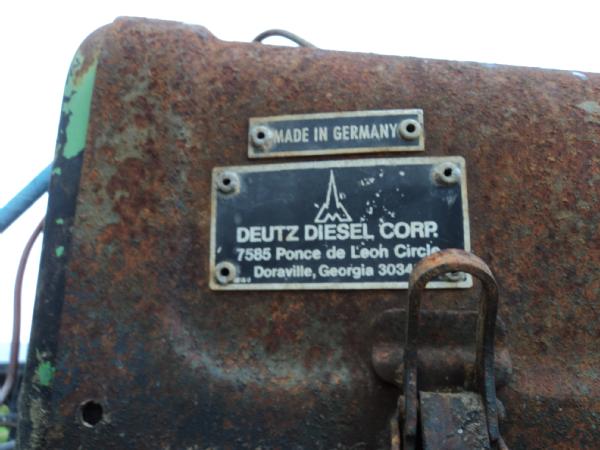 MADE IN GERMANY
DEUTZ DIESEL CORP.
7585 Ponce de Leon Circle
Doraville, Georgia